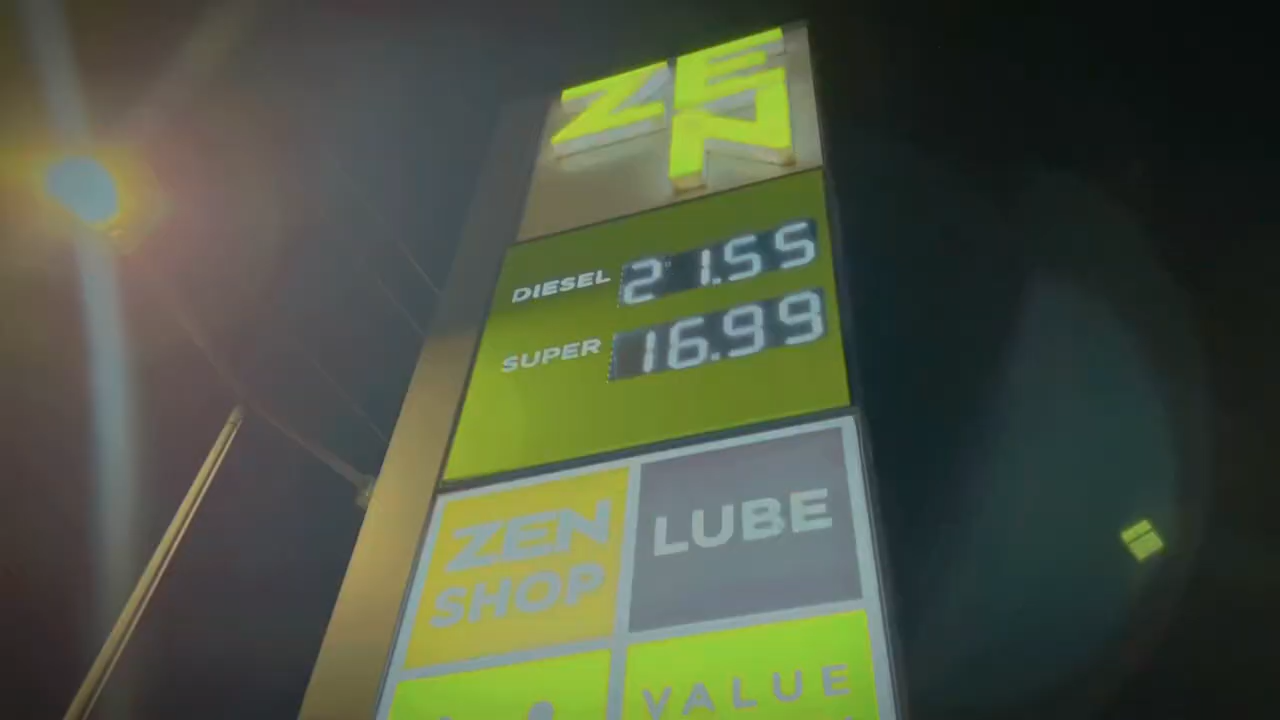 ZEN
DIESEL 21.55
SUPER 16.99
ZEN
SHOP
LUBE
VALUE